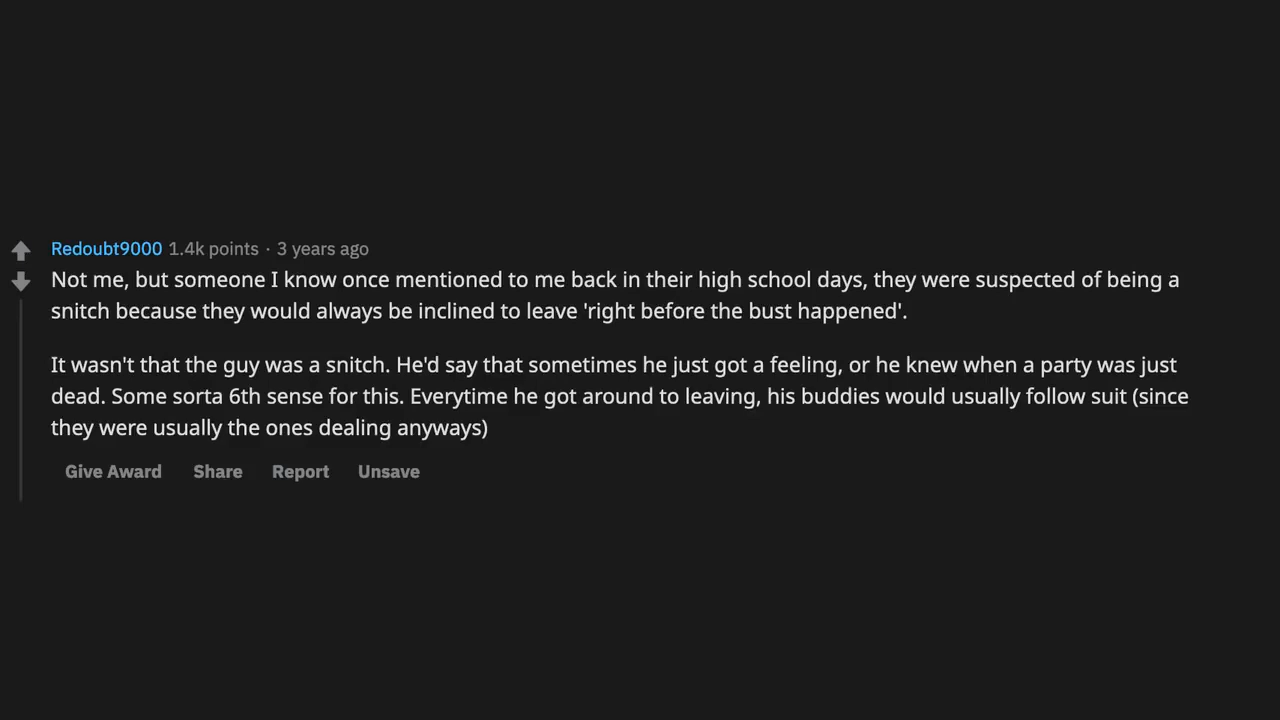 Redoubt9000 1.4k points · 3 years ago
Not me, but someone I know once mentioned to me back in their high school days, they were suspected of being a
snitch because they would always be inclined to leave 'right before the bust happened'.
It wasn't that the guy was a snitch. He'd say that sometimes he just got a feeling, or he knew when a party was just
dead. Some sorta 6th sense for this. Everytime he got around to leaving, his buddies would usually follow suit (since
they were usually the ones dealing anyways)
Give Award Share Report Unsave